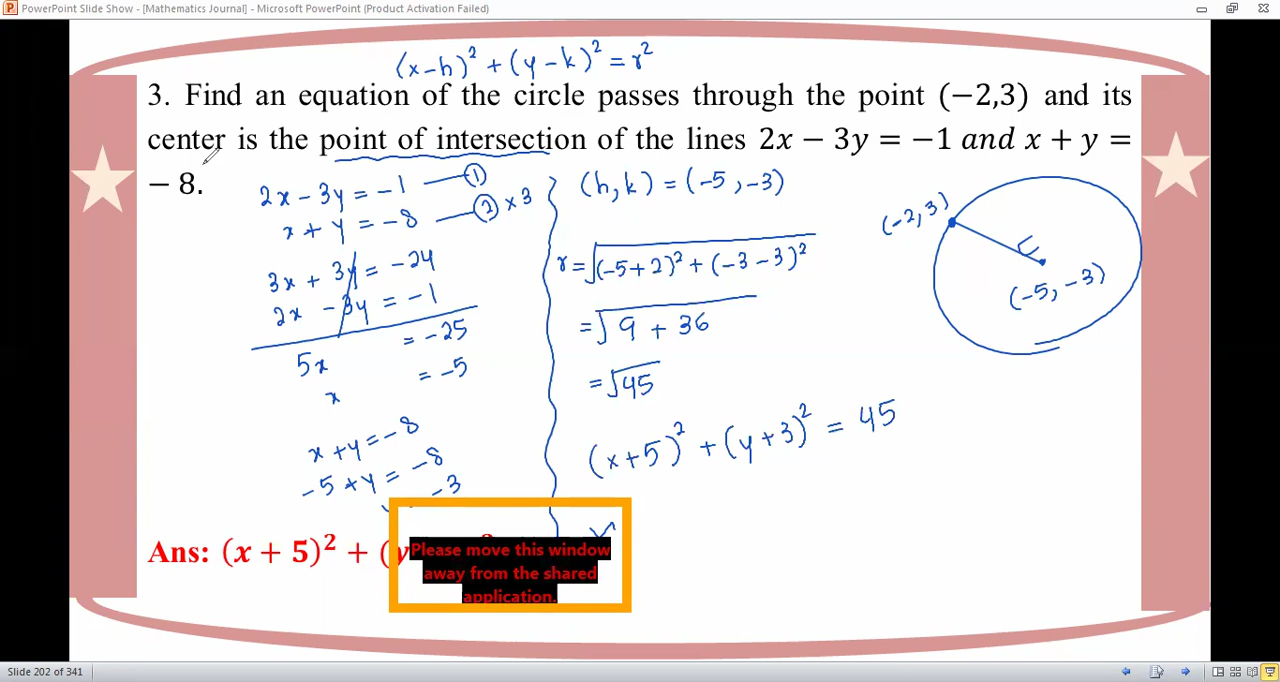 PowerPoint Slide Show - [Mathematics Journal] - Microsoft PowerPoint (Product Activation Failed)
(x-h)² + (y-k)² = r²
3. Find an equation of the circle passes through the point (−2,3) and its
center is the point of intersection of the lines 2x − 3y = −1 and x + y =
− 8.
2x - 3y = -1 ①
x + y = -8 ② × 3
3x + 3y = -24
2x - 3y = -1
5x = -25
x = -5
x + y = -8
-5 + y = -8
-3
(h, k) = (-5, -3)
r = √(-5+2)² + (-3-3)²
= √9 + 36
= √45
(x+5)² + (y+3)² = 45
(-2, 3)
r
(-5, -3)
Ans: (x + 5)² + (y
Please move this window
away from the shared
application.
Slide 202 of 341